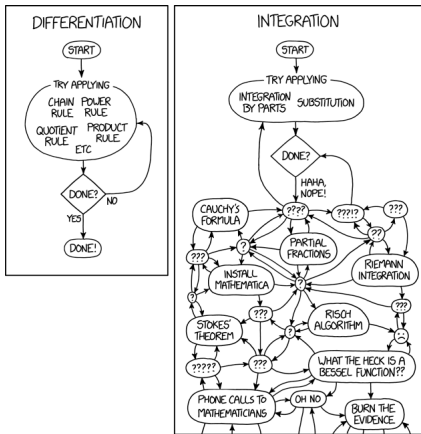 DIFFERENTIATION
START
TRY APPLYING
CHAIN POWER
RULE RULE
QUOTIENT PRODUCT
RULE RULE
ETC
DONE?
NO
YES
DONE!
INTEGRATION
START
TRY APPLYING
INTEGRATION
BY PARTS
SUBSTITUTION
DONE?
HAHA,
NOPE!
CAUCHY'S
FORMULA
????
???!?
???
??
?
PARTIAL
FRACTIONS
???
RIEMANN
INTEGRATION
INSTALL
MATHEMATICA
?
?
???
STOKES'
THEOREM
???
?
RISCH
ALGORITHM
?????
???
WHAT THE HECK IS A
BESSEL FUNCTION??
PHONE CALLS TO
MATHEMATICIANS
OH NO
BURN THE
EVIDENCE